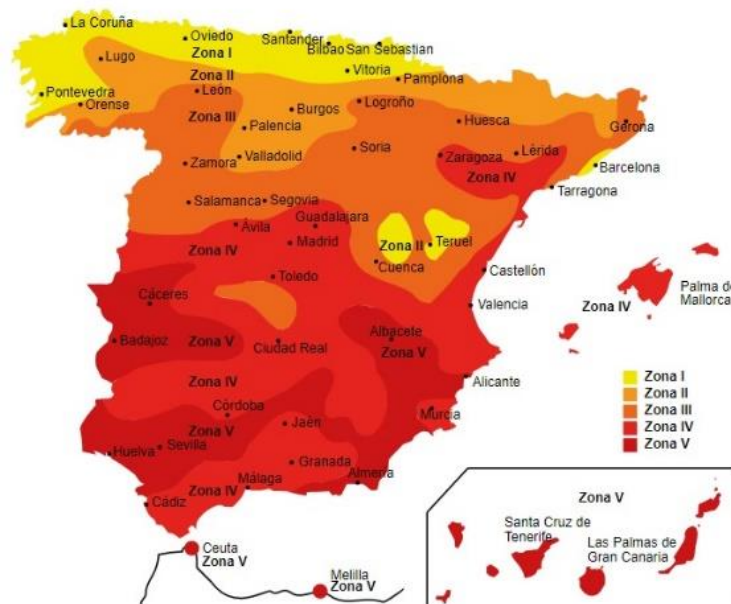 La Coruña
Oviedo
Santander
Bilbao
San Sebastian
Zona I
Lugo
Vitoria
Zona II
Pamplona
Pontevedra
Orense
León
Burgos
Logroño
Zona III
Palencia
Huesca
Gerona
Zamora
Valladolid
Soria
Zaragoza
Lérida
Barcelona
Zona IV
Tarragona
Salamanca
Segovia
Ávila
Guadalajara
Zona IV
Madrid
Zona II
Teruel
Cuenca
Toledo
Castellón
Palma de
Mallorca
Cáceres
Valencia
Zona IV
Badajoz
Zona V
Ciudad Real
Albacete
Zona V
Zona IV
Alicante
Córdoba
Murcia
Zona V
Jaén
Huelva
Sevilla
Granada
Málaga
Almería
Zona IV
Cádiz
Zona I
Zona II
Zona III
Zona IV
Zona V
Ceuta
Zona V
Melilla
Zona V
Zona V
Santa Cruz de
Tenerife
Las Palmas de
Gran Canaria